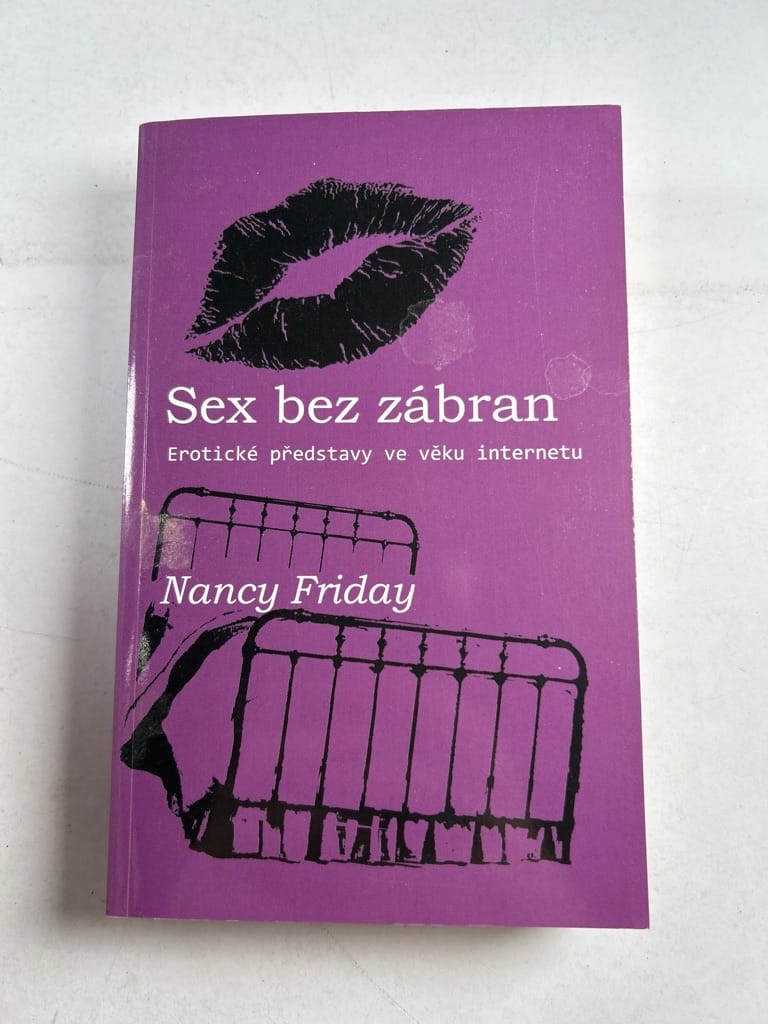 Sex bez zábran
Erotické představy ve věku internetu
Nancy Friday